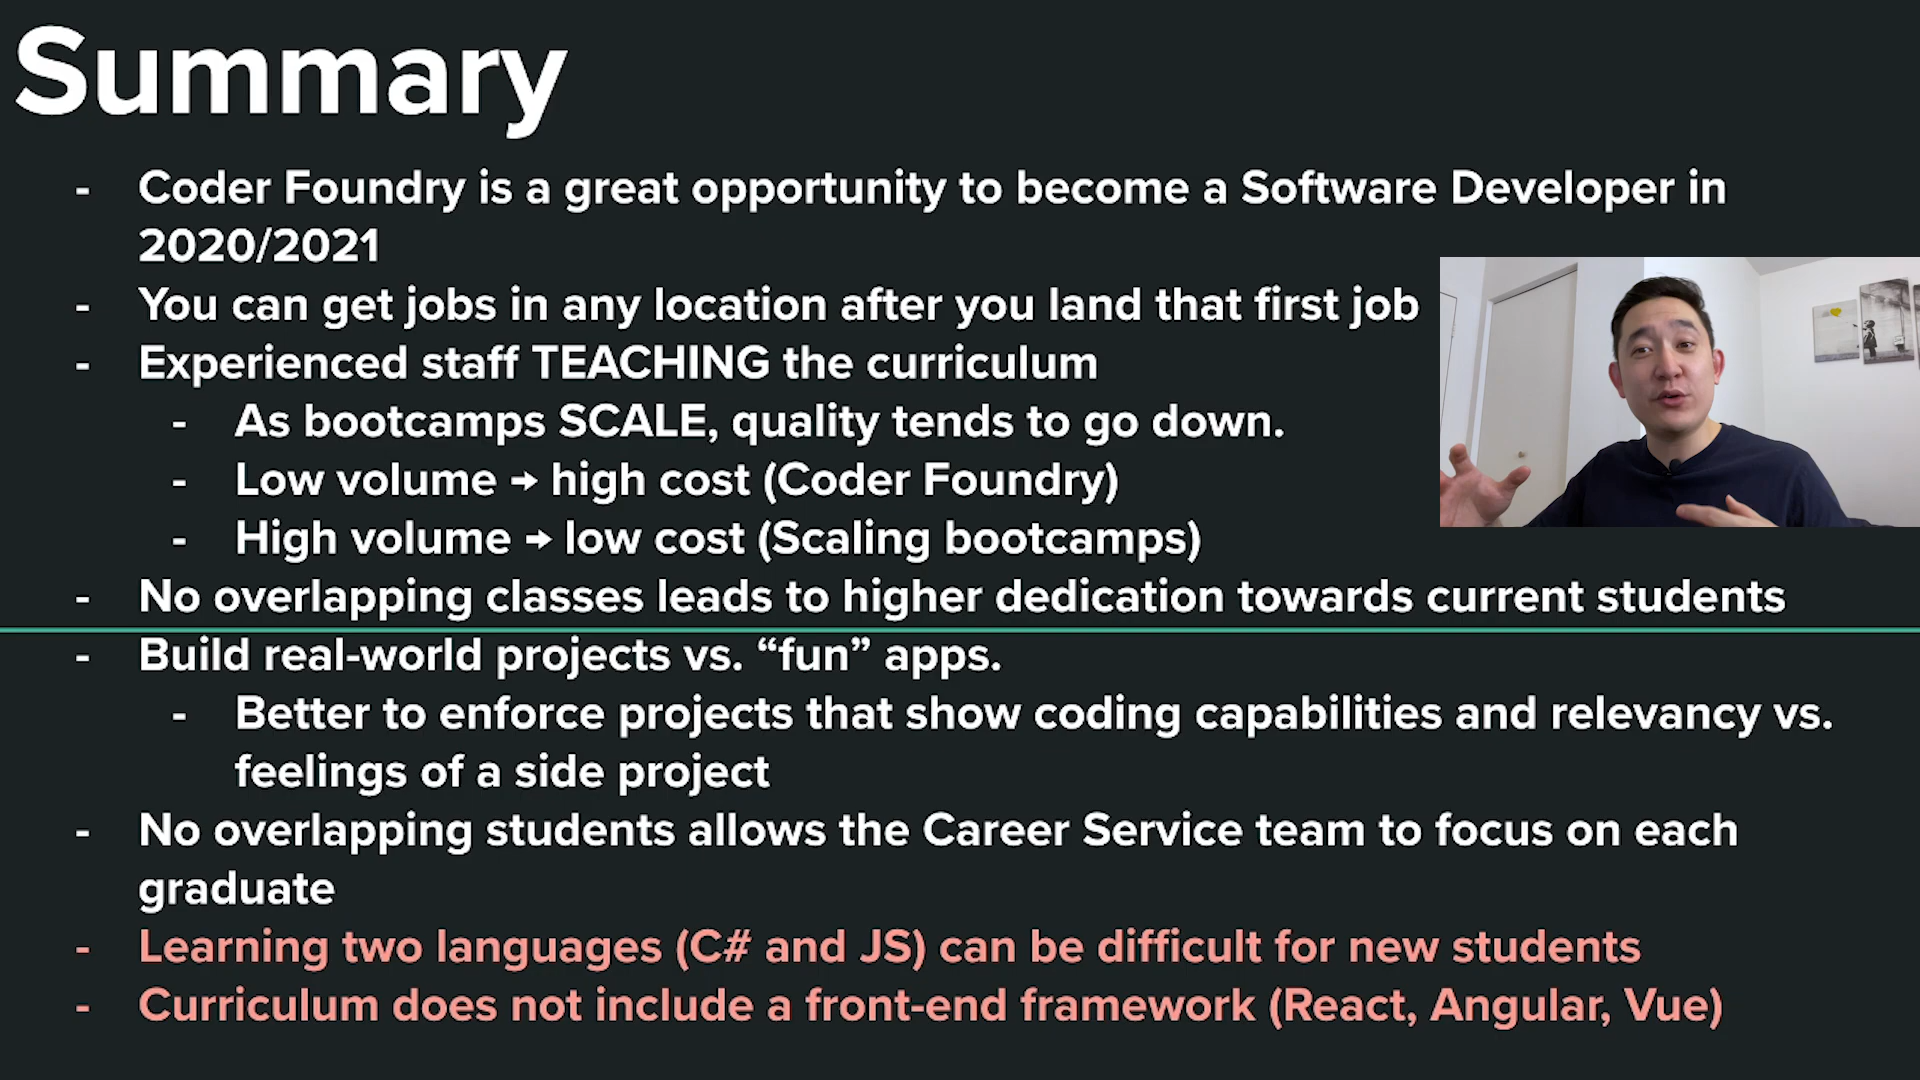 Summary
- Coder Foundry is a great opportunity to become a Software Developer in
2020/2021
- You can get jobs in any location after you land that first job
- Experienced staff TEACHING the curriculum
- As bootcamps SCALE, quality tends to go down.
- Low volume → high cost (Coder Foundry)
- High volume → low cost (Scaling bootcamps)
- No overlapping classes leads to higher dedication towards current students
- Build real-world projects vs. “fun” apps.
- Better to enforce projects that show coding capabilities and relevancy vs.
feelings of a side project
- No overlapping students allows the Career Service team to focus on each
graduate
- Learning two languages (C# and JS) can be difficult for new students
- Curriculum does not include a front-end framework (React, Angular, Vue)